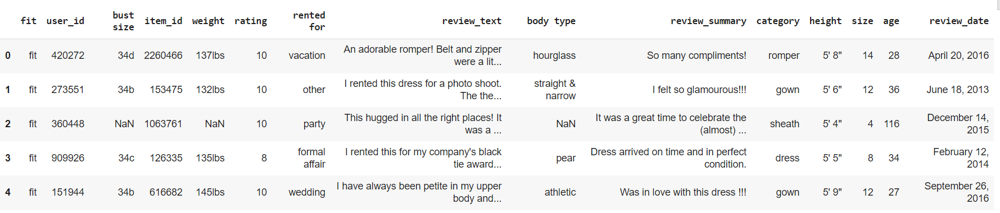 fit user_id bust size item_id weight rating rented for review_text body type review_summary category height size age review_date
0 fit 420272 34d 2260466 137lbs 10 vacation An adorable romper! Belt and zipper were a lit... hourglass So many compliments! romper 5' 8" 14 28 April 20, 2016
1 fit 273551 34b 153475 132lbs 10 other I rented this dress for a photo shoot. The the... straight & narrow I felt so glamourous!!! gown 5' 6" 12 36 June 18, 2013
2 fit 360448 NaN 1063761 NaN 10 party This hugged in all the right places! It was a ... NaN It was a great time to celebrate the (almost) ... sheath 5' 4" 4 116 December 14, 2015
3 fit 909926 34c 126335 135lbs 8 formal affair I rented this for my company's black tie award... pear Dress arrived on time and in perfect condition. dress 5' 5" 8 34 February 12, 2014
4 fit 151944 34b 616682 145lbs 10 wedding I have always been petite in my upper body and... athletic Was in love with this dress !!! gown 5' 9" 12 27 September 26, 2016